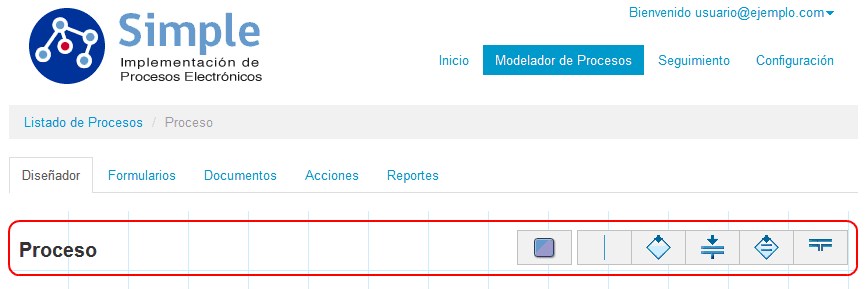 Simple
Implementación de
Procesos Electrónicos
Bienvenido usuario@ejemplo.com
Inicio Modelador de Procesos Seguimiento Configuración
Listado de Procesos / Proceso
Diseñador Formularios Documentos Acciones Reportes
Proceso